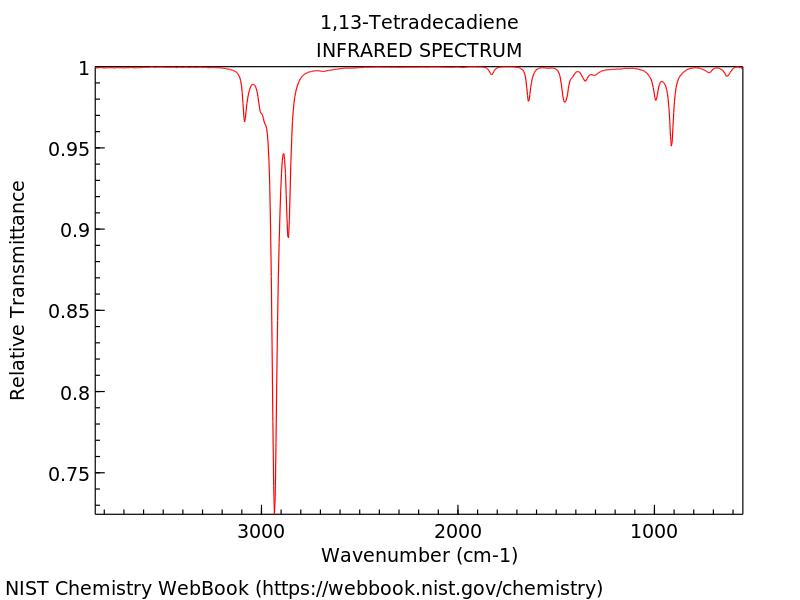 1,13-Tetradecadiene
INFRARED SPECTRUM
1
0.95
0.9
0.85
0.8
0.75
Relative Transmittance
3000 2000 1000
Wavenumber (cm-1)
NIST Chemistry WebBook (https://webbook.nist.gov/chemistry)